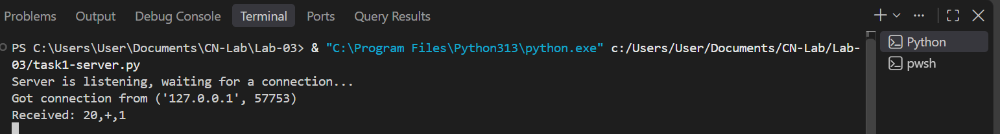 Problems Output Debug Console Terminal Ports Query Results
PS C:\Users\User\Documents\CN-Lab\Lab-03> & "C:\Program Files\Python313\python.exe" c:/Users/User/Documents/CN-Lab/Lab-
03/task1-server.py
Server is listening, waiting for a connection...
Got connection from ('127.0.0.1', 57753)
Received: 20,+,1
Python
pwsh